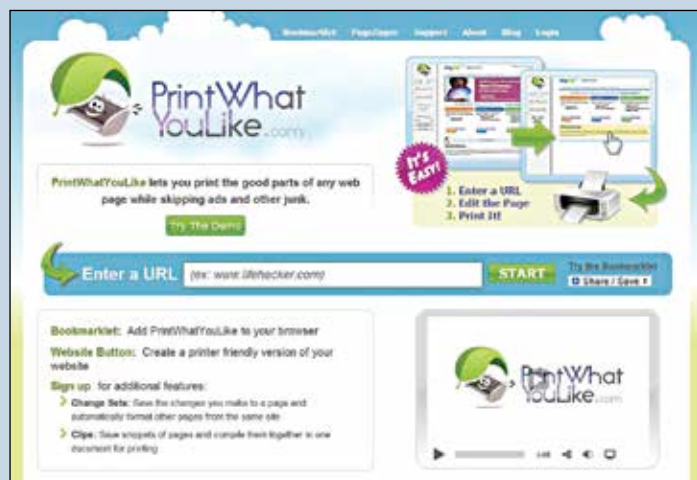 Bookmarklet PageZipper Support About Blog Login
PrintWhat
YouLike.com
IT'S
EASY!
1. Enter a URL
2. Edit the Page
3. Print It!
PrintWhatYouLike lets you print the good parts of any web
page while skipping ads and other junk.
Try The Demo
Enter a URL (ex: www.lifehacker.com) START
Try the Bookmarklet
Share / Save
Bookmarklet: Add PrintWhatYouLike to your browser
Website Button: Create a printer friendly version of your
website
Sign up for additional features:
Change Sets: Save the changes you make to a page and
automatically format other pages from the same site
Clips: Save snippets of pages and compile them together in one
document for printing
PrintWhat
YouLike.com